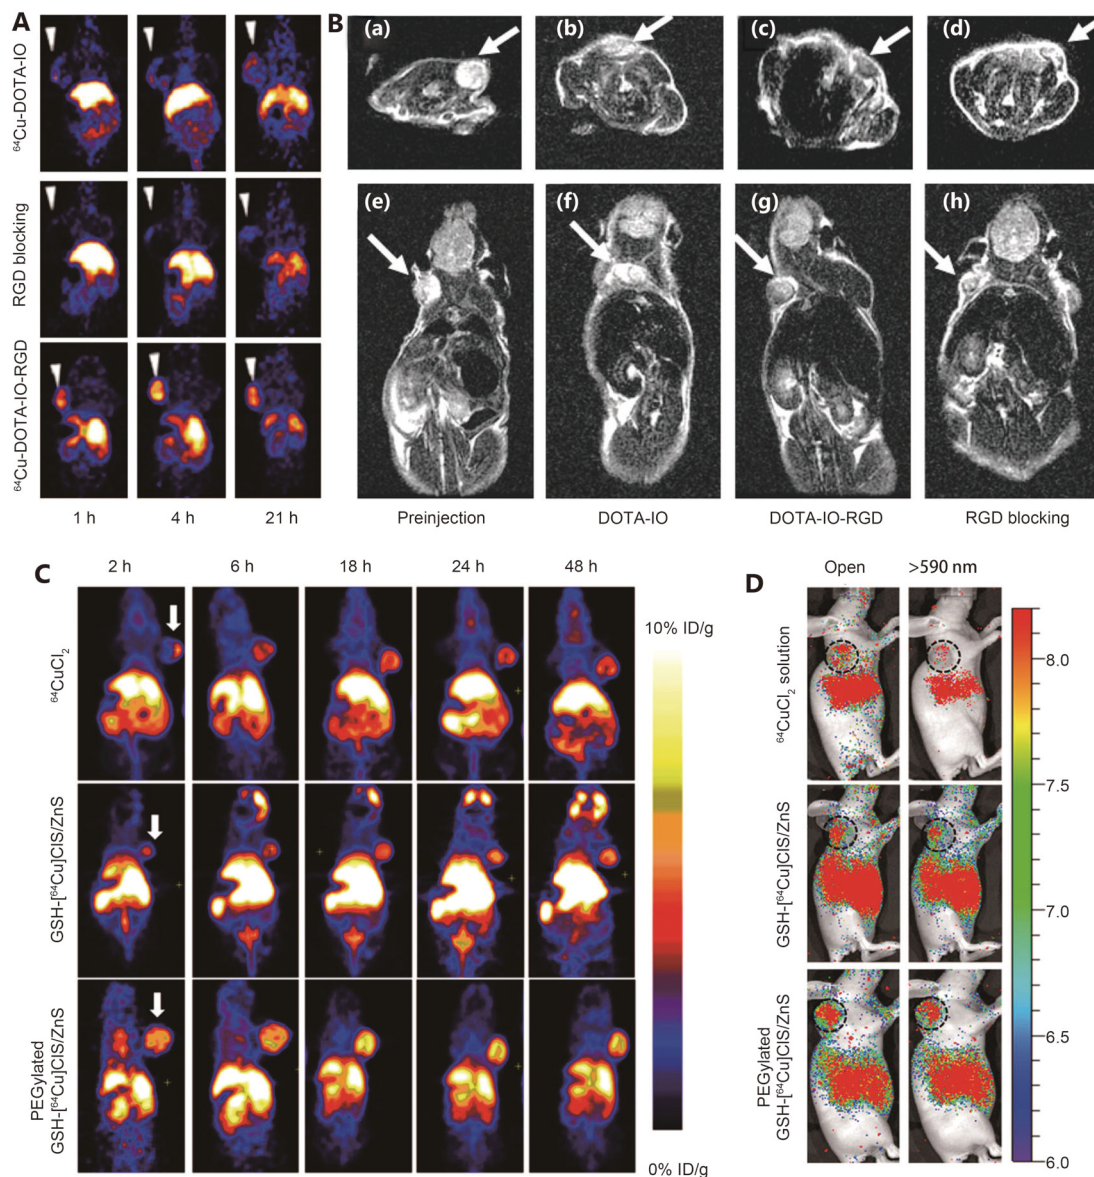 A
⁶⁴Cu-DOTA-IO
RGD blocking
⁶⁴Cu-DOTA-IO-RGD
1 h
4 h
21 h
B
(a)
(b)
(c)
(d)
(e)
(f)
(g)
(h)
Preinjection
DOTA-IO
DOTA-IO-RGD
RGD blocking
C
2 h
6 h
18 h
24 h
48 h
⁶⁴CuCl₂
GSH-[⁶⁴Cu]CIS/ZnS
PEGylated
GSH-[⁶⁴Cu]CIS/ZnS
10% ID/g
0% ID/g
D
Open
>590 nm
⁶⁴CuCl₂ solution
GSH-[⁶⁴Cu]CIS/ZnS
PEGylated
GSH-[⁶⁴Cu]CIS/ZnS
8.0
7.5
7.0
6.5
6.0